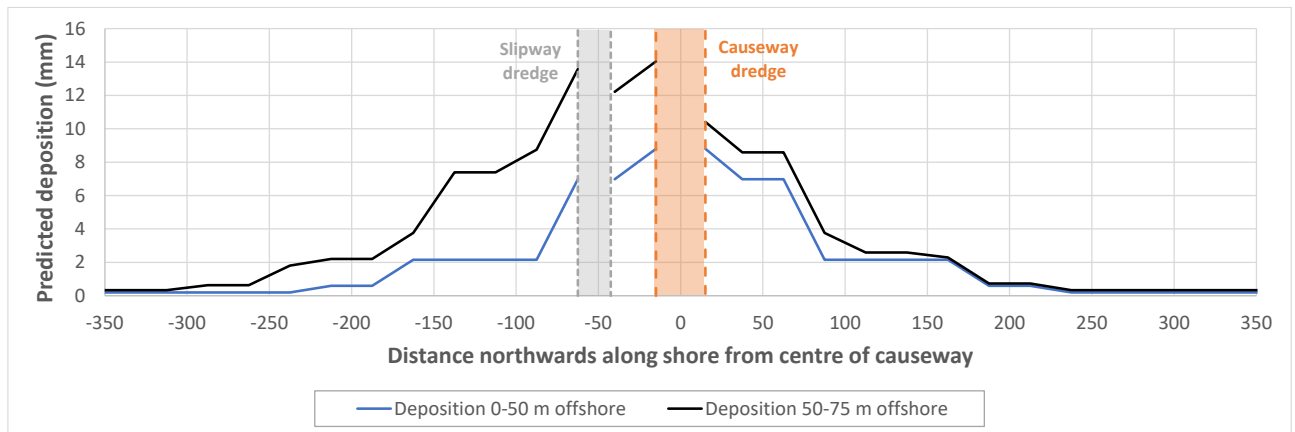 Predicted deposition (mm)
16
14
12
10
8
6
4
2
0
Slipway
dredge
Causeway
dredge
-350 -300 -250 -200 -150 -100 -50 0 50 100 150 200 250 300 350
Distance northwards along shore from centre of causeway
Deposition 0-50 m offshore Deposition 50-75 m offshore